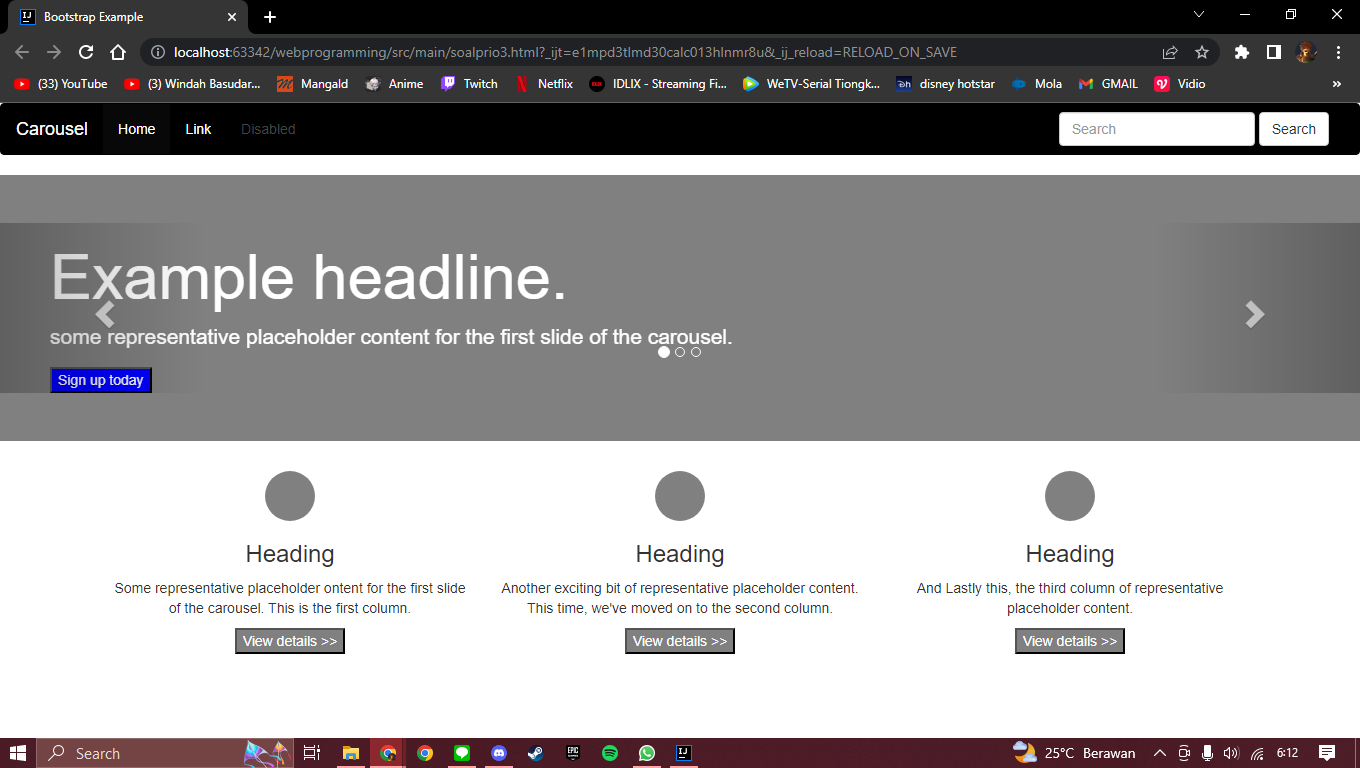 Bootstrap Example
localhost:63342/webprogramming/src/main/soalprio3.html?_ijt=e1mpd3tlmd30calc013hlnmr8u&_ij_reload=RELOAD_ON_SAVE
(33) YouTube (3) Windah Basudar... Mangald Anime Twitch Netflix IDLIX - Streaming Fi... WeTV-Serial Tiongk... disney hotstar Mola GMAIL Vidio »
Carousel Home Link Disabled Search Search
Example headline.
some representative placeholder content for the first slide of the carousel.
Sign up today
Heading
Some representative placeholder ontent for the first slide
of the carousel. This is the first column.
View details >>
Heading
Another exciting bit of representative placeholder content.
This time, we've moved on to the second column.
View details >>
Heading
And Lastly this, the third column of representative
placeholder content.
View details >>
Search 25°C Berawan 6:12